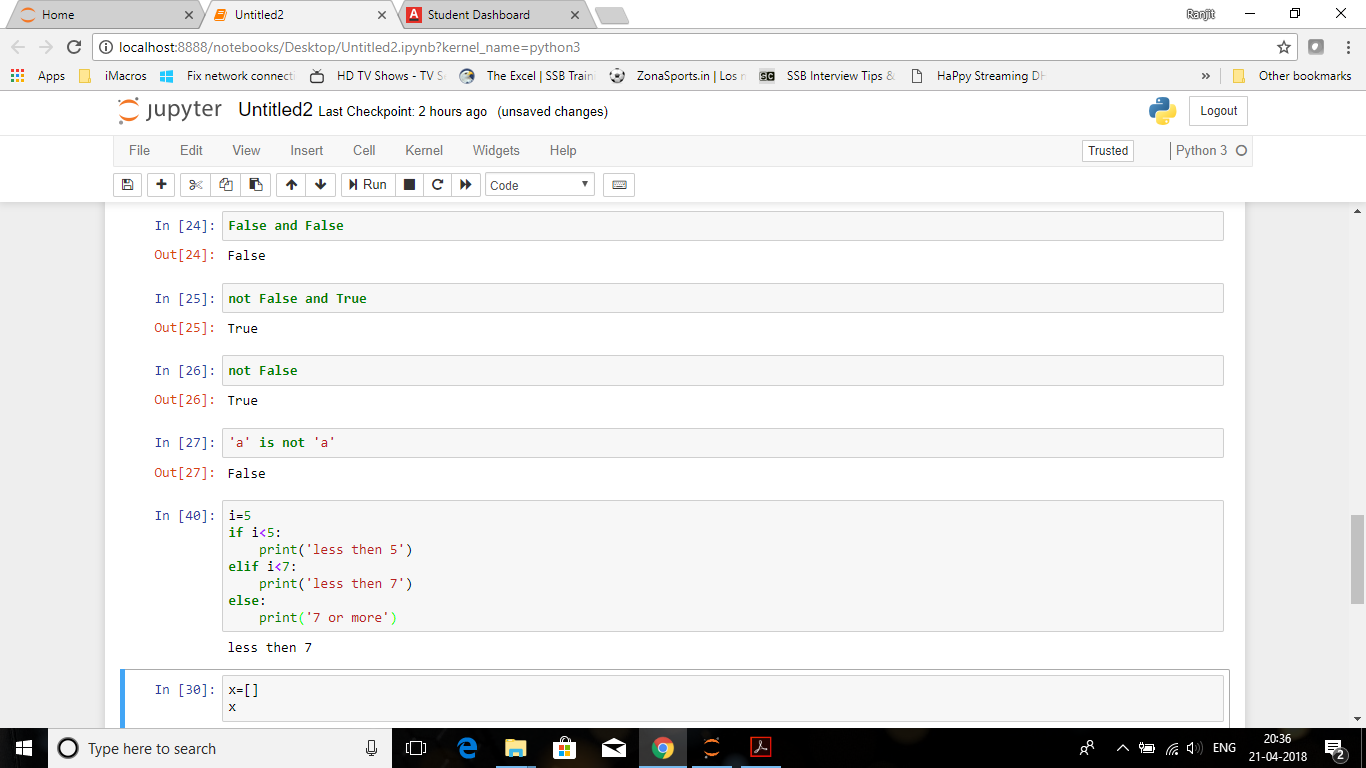 Home
Untitled2
Student Dashboard
Ranjit
localhost:8888/notebooks/Desktop/Untitled2.ipynb?kernel_name=python3
Apps iMacros Fix network connecti HD TV Shows - TV S The Excel | SSB Train ZonaSports.in | Los SSB Interview Tips & HaPpy Streaming DH » Other bookmarks
jupyter Untitled2 Last Checkpoint: 2 hours ago (unsaved changes) Logout
File Edit View Insert Cell Kernel Widgets Help Trusted Python 3
Run Code
In [24]: False and False
Out[24]: False
In [25]: not False and True
Out[25]: True
In [26]: not False
Out[26]: True
In [27]: 'a' is not 'a'
Out[27]: False
In [40]: i=5
if i<5:
    print('less then 5')
elif i<7:
    print('less then 7')
else:
    print('7 or more')
less then 7
In [30]: x=[]
x
Type here to search
ENG
20:36
21-04-2018
2